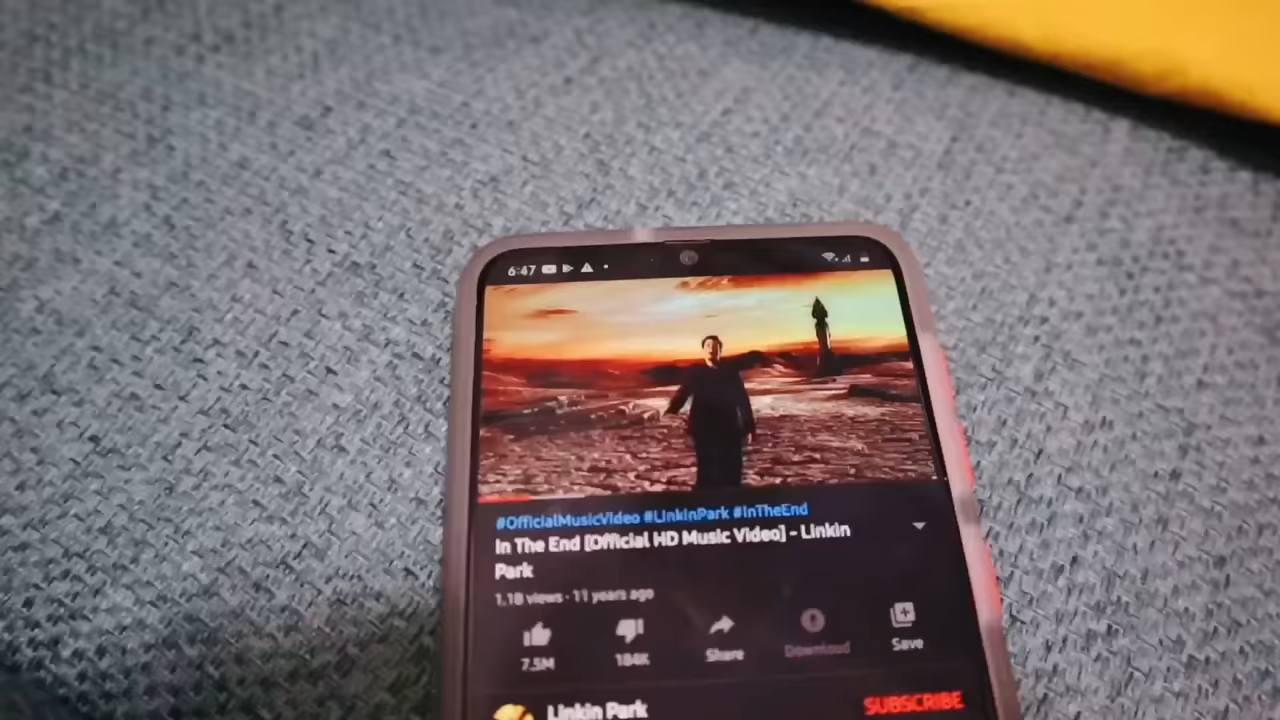 6:47
#OfficialMusicVideo #LinkinPark #InTheEnd
In The End [Official HD Music Video] - Linkin
Park
1.1B views · 11 years ago
7.5M 184K Share Download Save
Linkin Park SUBSCRIBE